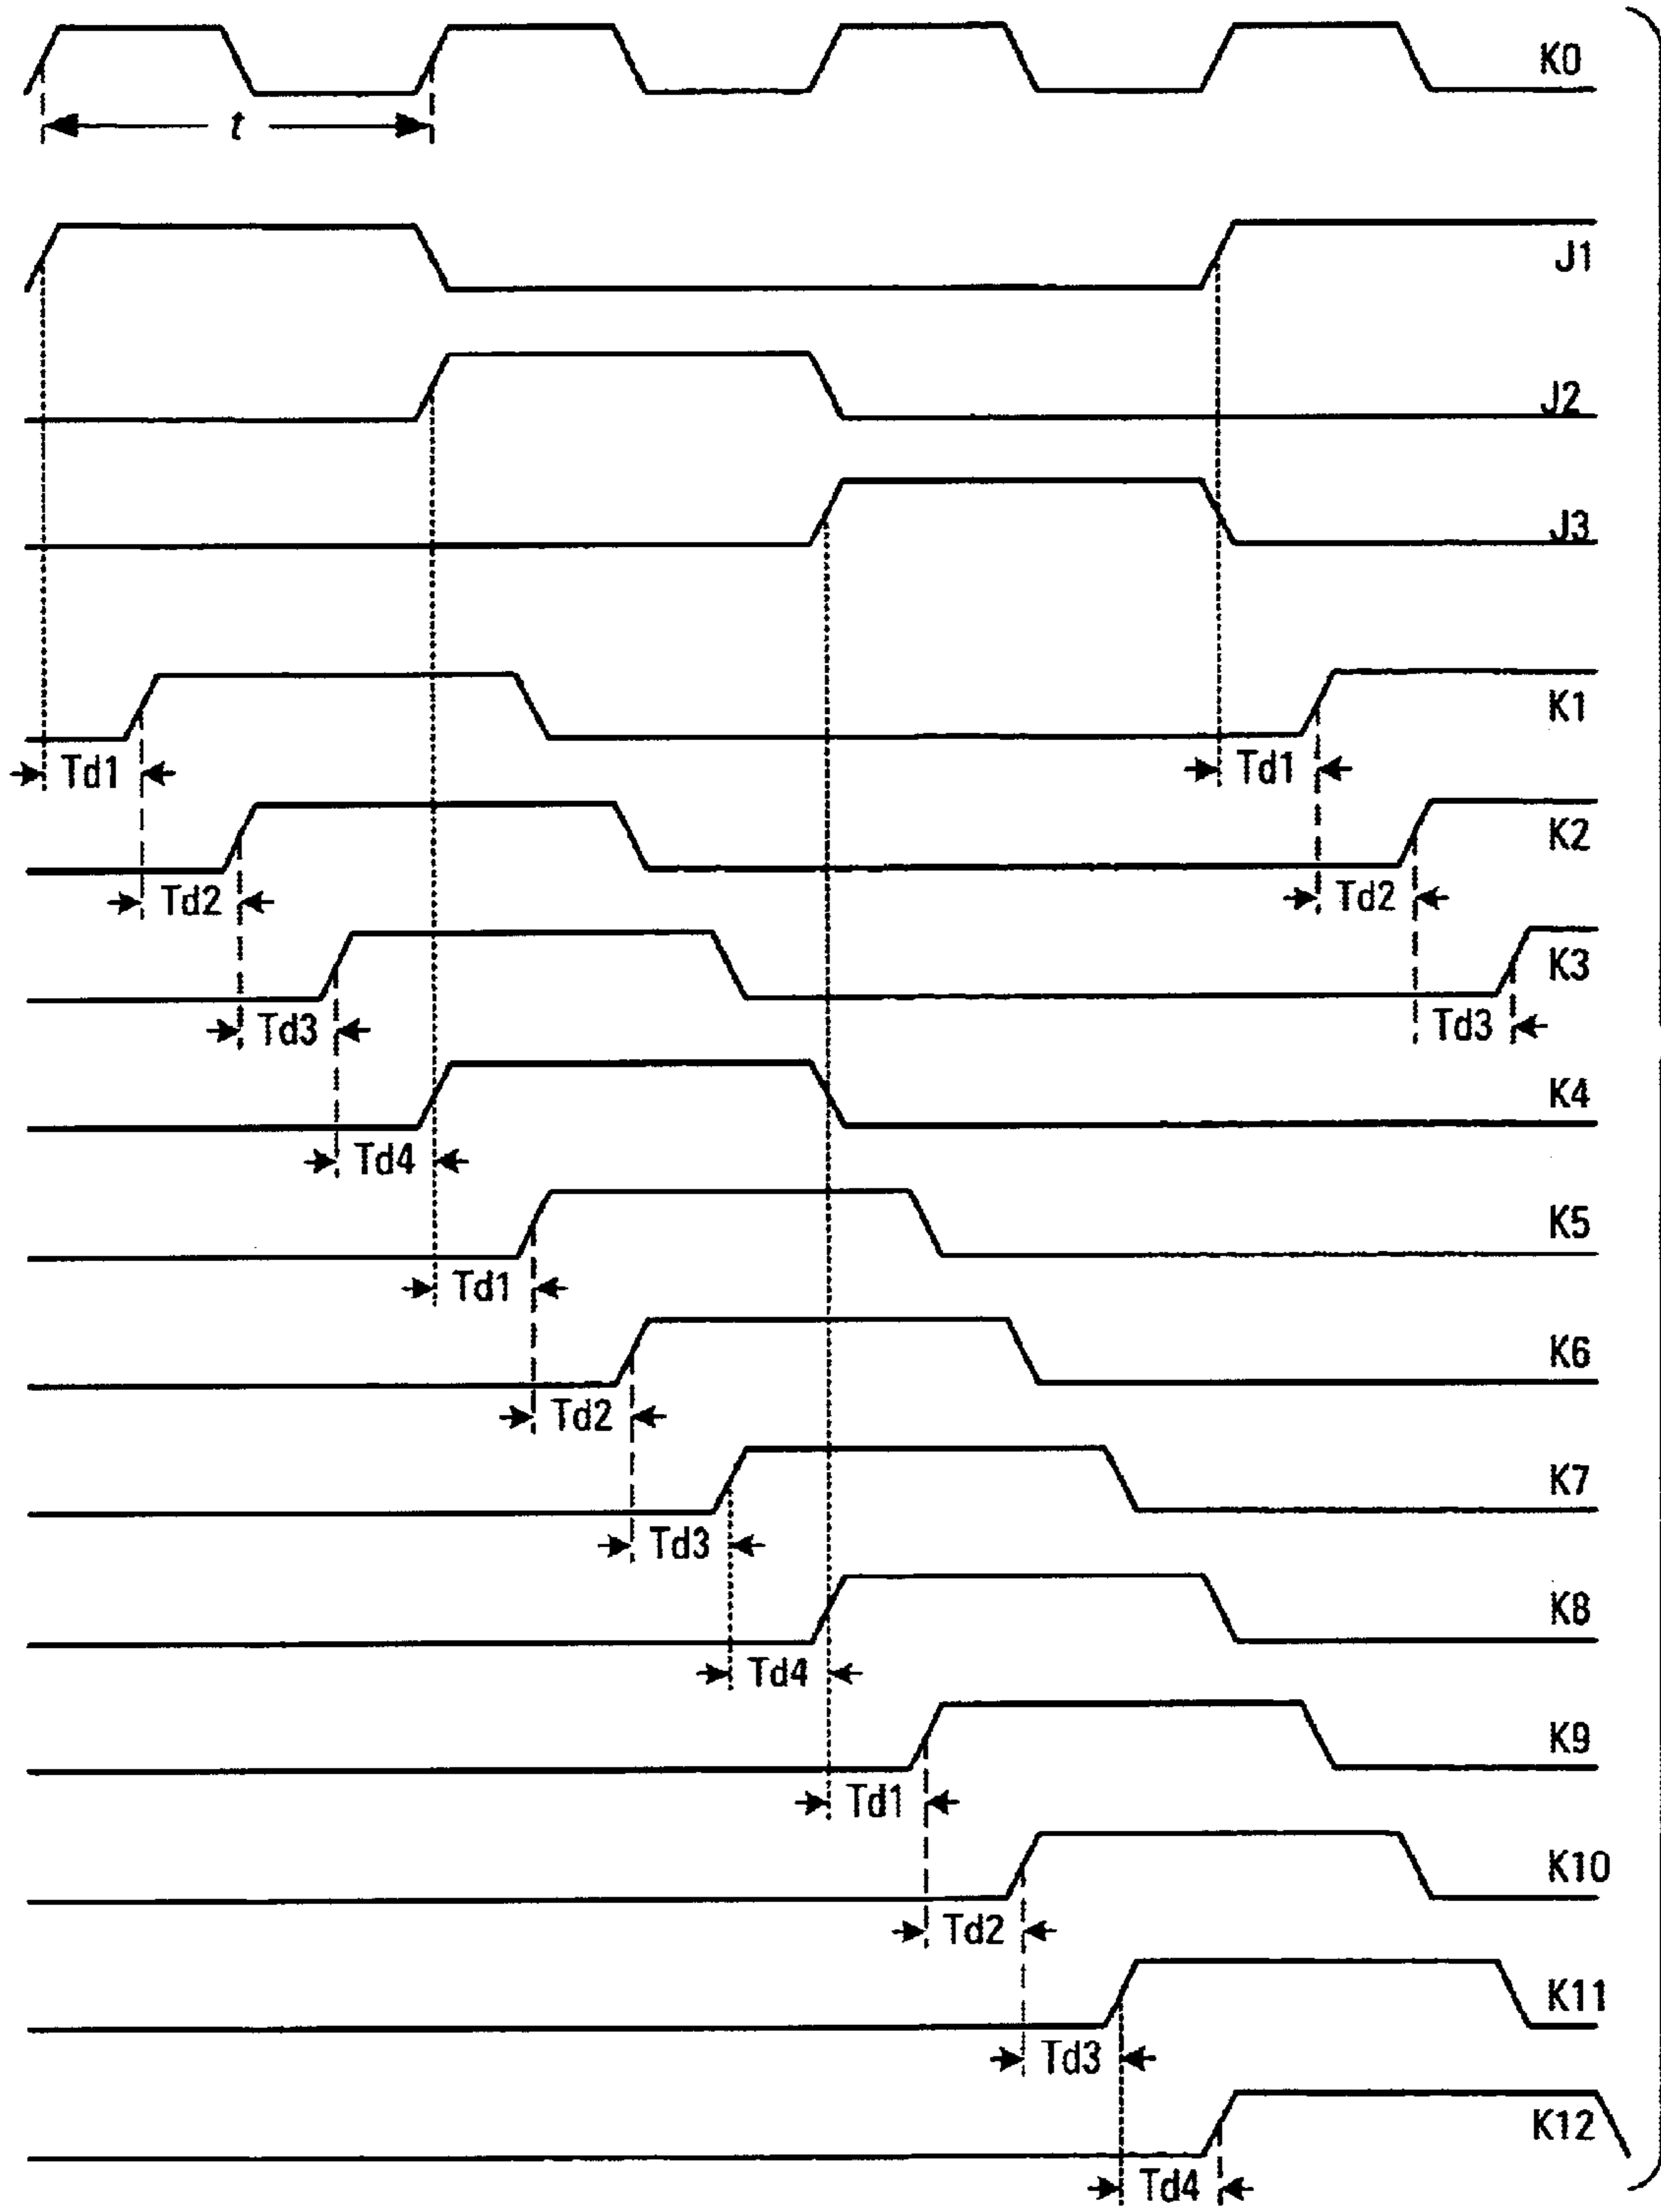 K0
t
J1
J2
J3
K1
Td1 Td1
K2
Td2 Td2
K3
Td3 Td3
K4
Td4
K5
Td1
K6
Td2
K7
Td3
K8
Td4
K9
Td1
K10
Td2
K11
Td3
K12
Td4